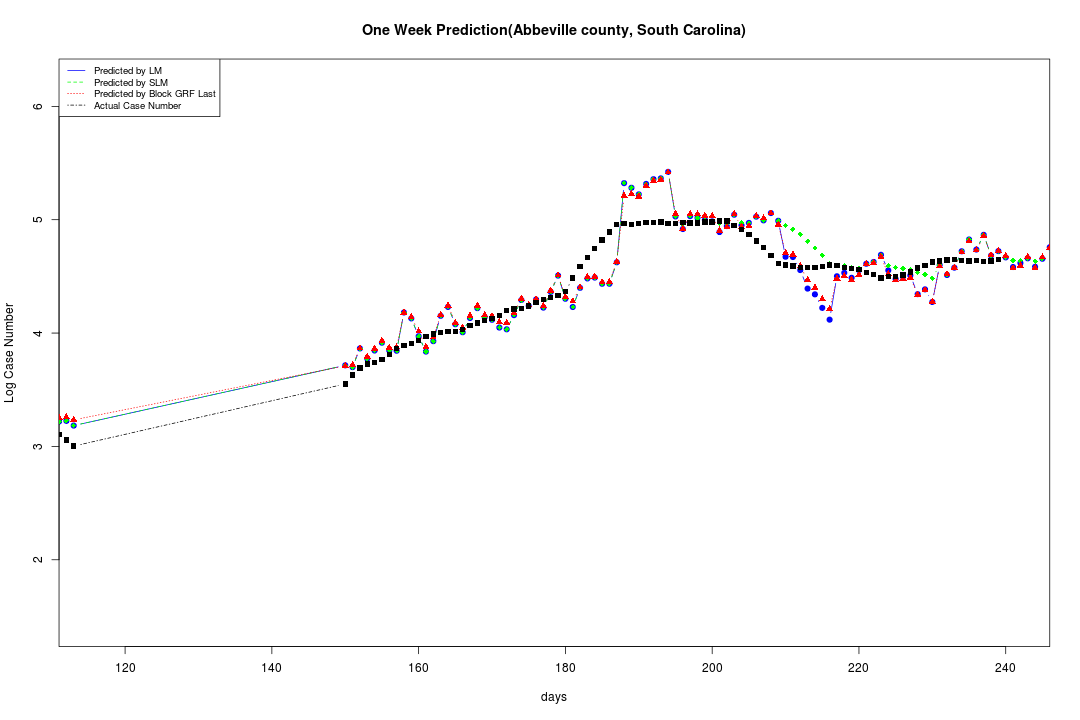 One Week Prediction(Abbeville county, South Carolina)
Predicted by LM
Predicted by SLM
Predicted by Block GRF Last
Actual Case Number
Log Case Number
6
5
4
3
2
120 140 160 180 200 220 240
days